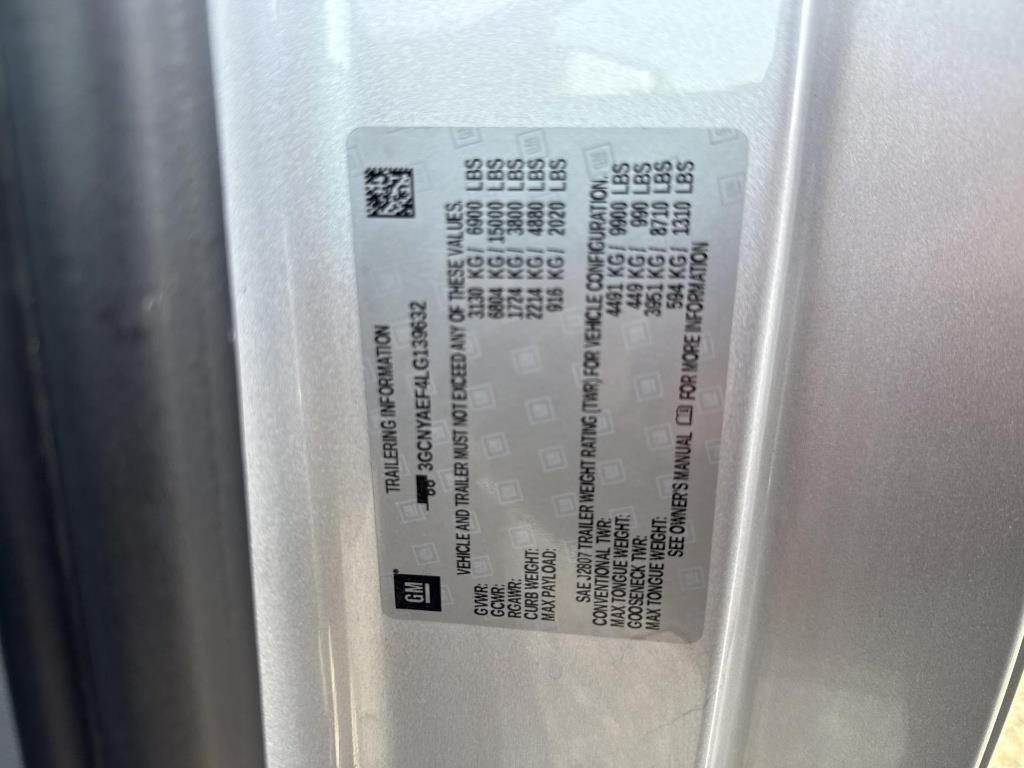 GM
TRAILERING INFORMATION
3GCNYAEF4LG139632
VEHICLE AND TRAILER MUST NOT EXCEED ANY OF THESE VALUES.
GVWR: 3130 KG/ 6900 LBS
GCWR: 6804 KG/ 15000 LBS
RGAWR: 1724 KG/ 3800 LBS
CURB WEIGHT: 2214 KG/ 4880 LBS
MAX PAYLOAD: 916 KG/ 2020 LBS
SAE J2807 TRAILER WEIGHT RATING (TWR) FOR VEHICLE CONFIGURATION.
CONVENTIONAL TWR: 4491 KG/ 9900 LBS
MAX TONGUE WEIGHT: 449 KG/ 990 LBS
GOOSENECK TWR: 3951 KG/ 8710 LBS
MAX TONGUE WEIGHT: 594 KG/ 1310 LBS
SEE OWNER'S MANUAL FOR MORE INFORMATION